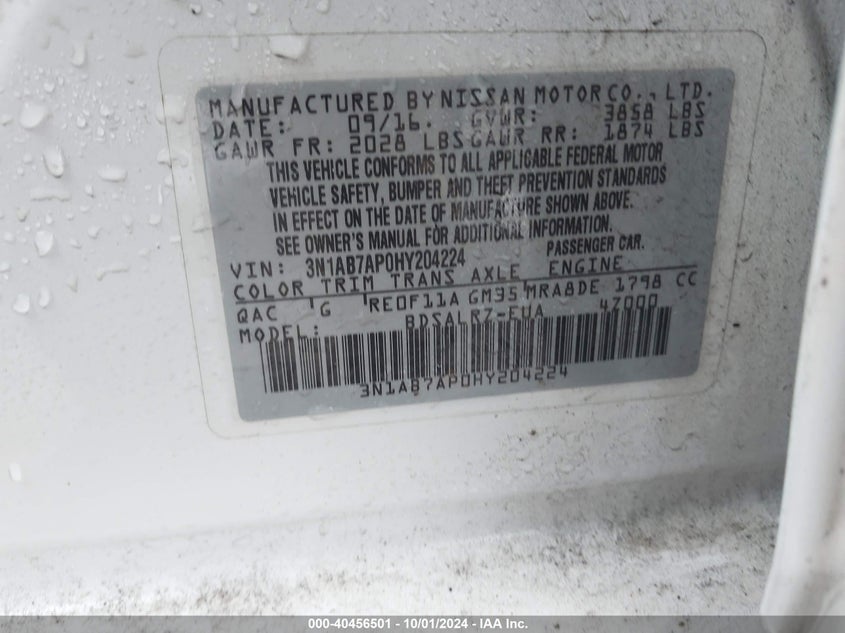 MANUFACTURED BY NISSAN MOTOR CO., LTD.
DATE: 09/16. GVWR: 3858 LBS
GAWR FR: 2028 LBS GAWR RR: 1874 LBS
THIS VEHICLE CONFORMS TO ALL APPLICABLE FEDERAL MOTOR
VEHICLE SAFETY, BUMPER AND THEFT PREVENTION STANDARDS
IN EFFECT ON THE DATE OF MANUFACTURE SHOWN ABOVE.
SEE OWNER'S MANUAL FOR ADDITIONAL INFORMATION.
VIN: 3N1AB7AP0HY204224 PASSENGER CAR.
COLOR TRIM TRANS AXLE ENGINE
QAC G RE0F11A GM35 MRA8DE 1798 CC
MODEL: BDSALRZ-EUA 47000
3N1AB7AP0HY204224
000-40456501 - 10/01/2024 - IAA Inc.